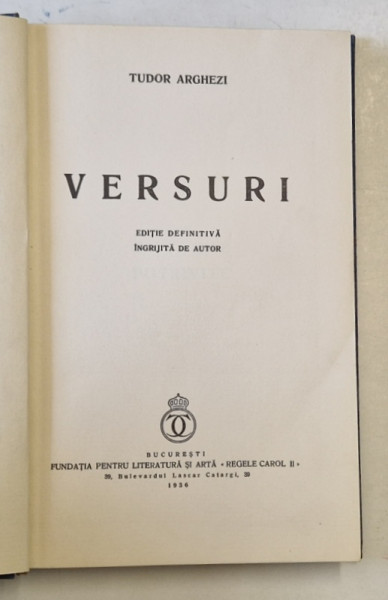 TUDOR ARGHEZI
VERSURI
EDIȚIE DEFINITIVĂ
ÎNGRIJITĂ DE AUTOR
BUCUREȘTI
FUNDAȚIA PENTRU LITERATURĂ ȘI ARTĂ «REGELE CAROL II»
39, Bulevardul Lascar Catargi, 39
1936